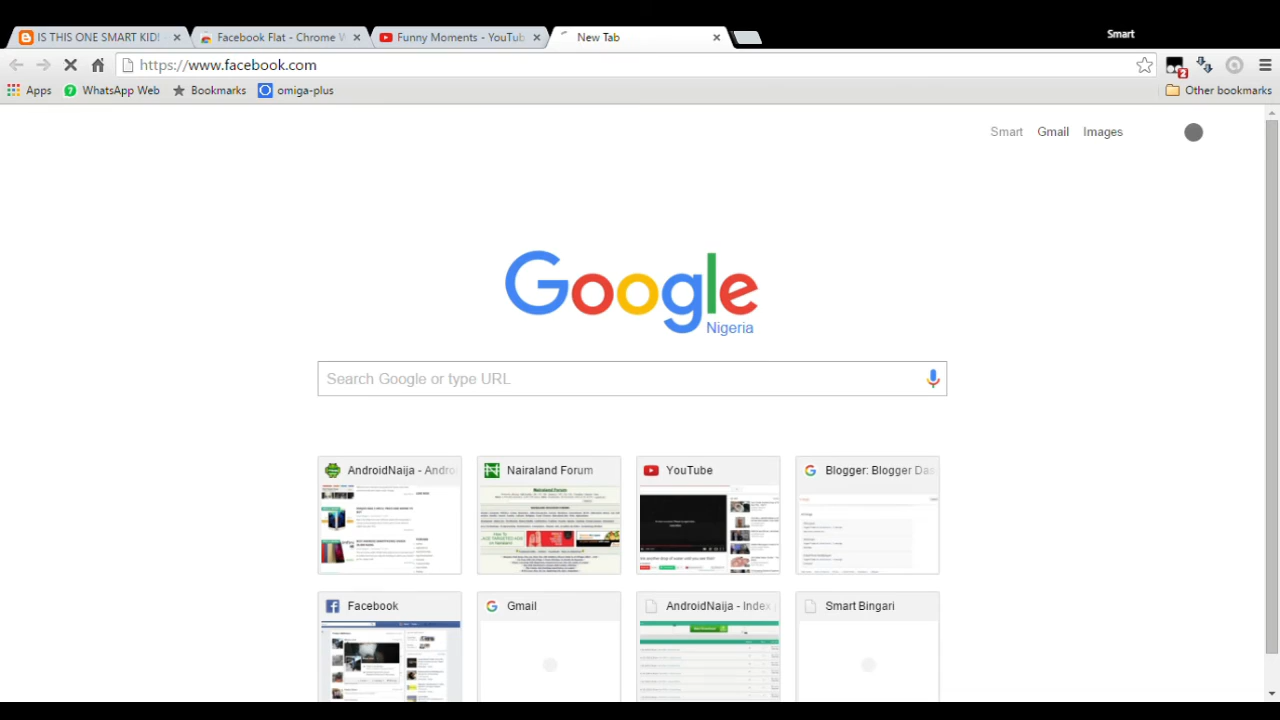 IS THIS ONE SMART KID!
Facebook Flat - Chrome W
Funny Moments - YouTub
New Tab
Smart
https://www.facebook.com
2
Apps
WhatsApp Web
Bookmarks
omiga-plus
Other bookmarks
Smart
Gmail
Images
Google
Nigeria
Search Google or type URL
AndroidNaija - Andro
Nairaland Forum
YouTube
Blogger: Blogger Das
Facebook
Gmail
AndroidNaija - Index
Smart Bingari